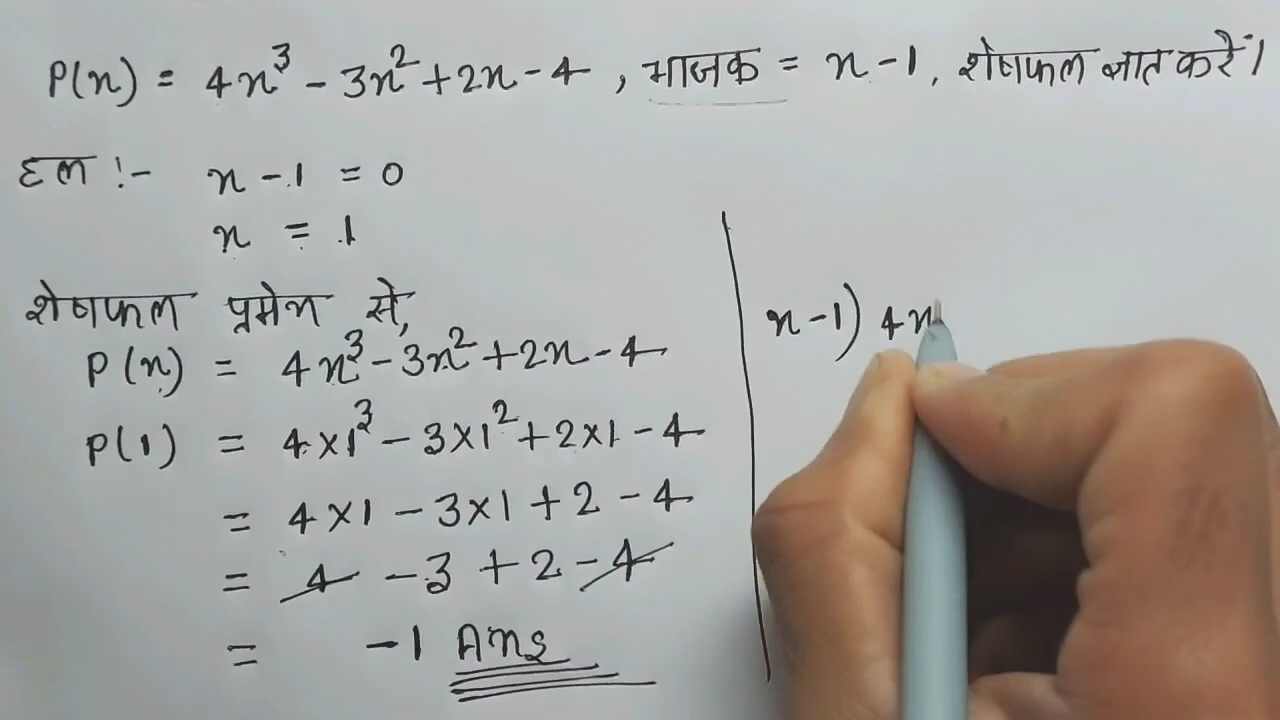 P(x) = 4x³ - 3x² + 2x - 4 , भाजक = x - 1 , शेषफल ज्ञात करें।
हल :- x - 1 = 0
x = 1
शेषफल प्रमेय से,
P(x) = 4x³ - 3x² + 2x - 4
P(1) = 4×1³ - 3×1² + 2×1 - 4
= 4×1 - 3×1 + 2 - 4
= 4 - 3 + 2 - 4
= -1 Ans
x - 1) 4x